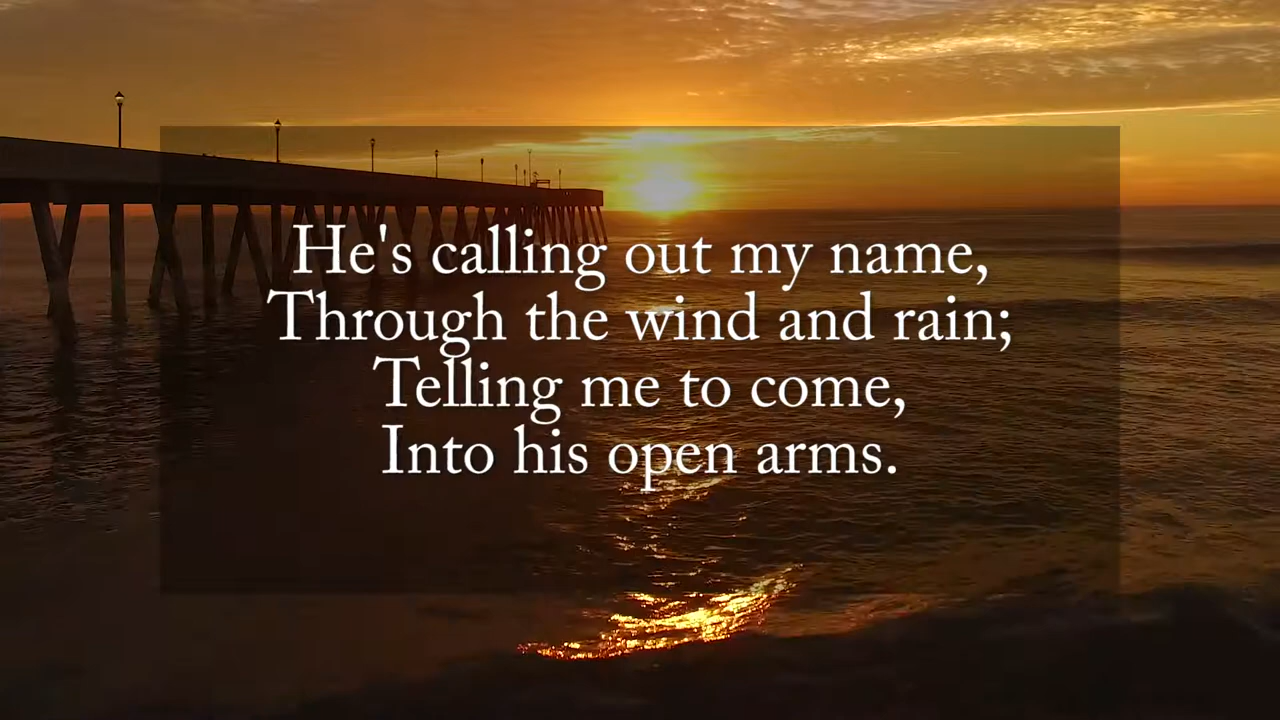 He's calling out my name,
Through the wind and rain;
Telling me to come,
Into his open arms.